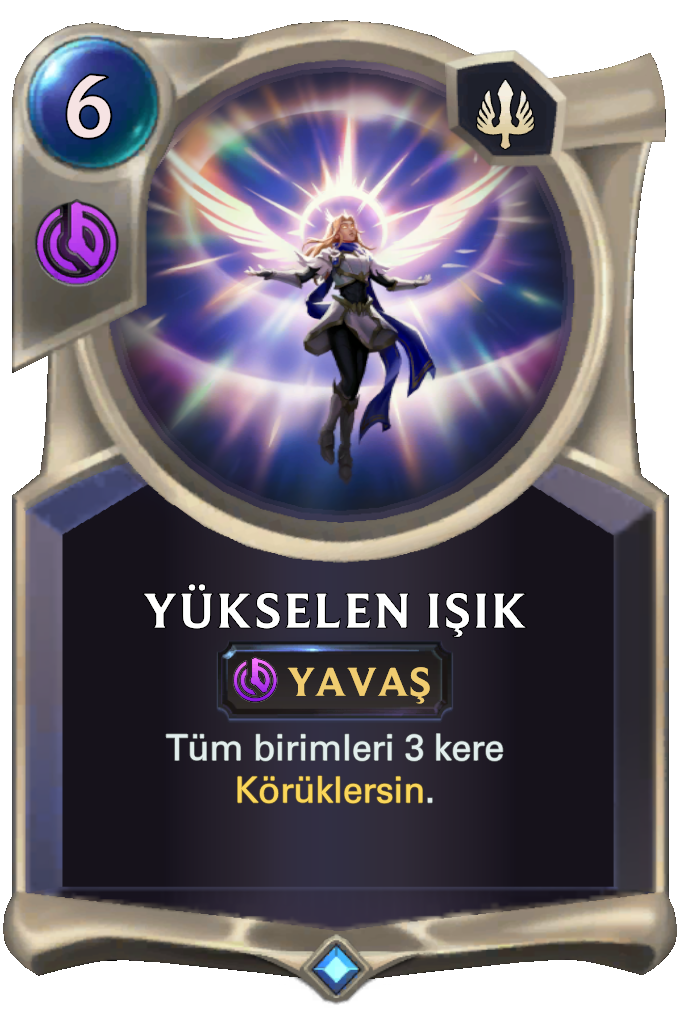 6
YÜKSELEN IŞIK
YAVAŞ
Tüm birimleri 3 kere
Körüklersin.